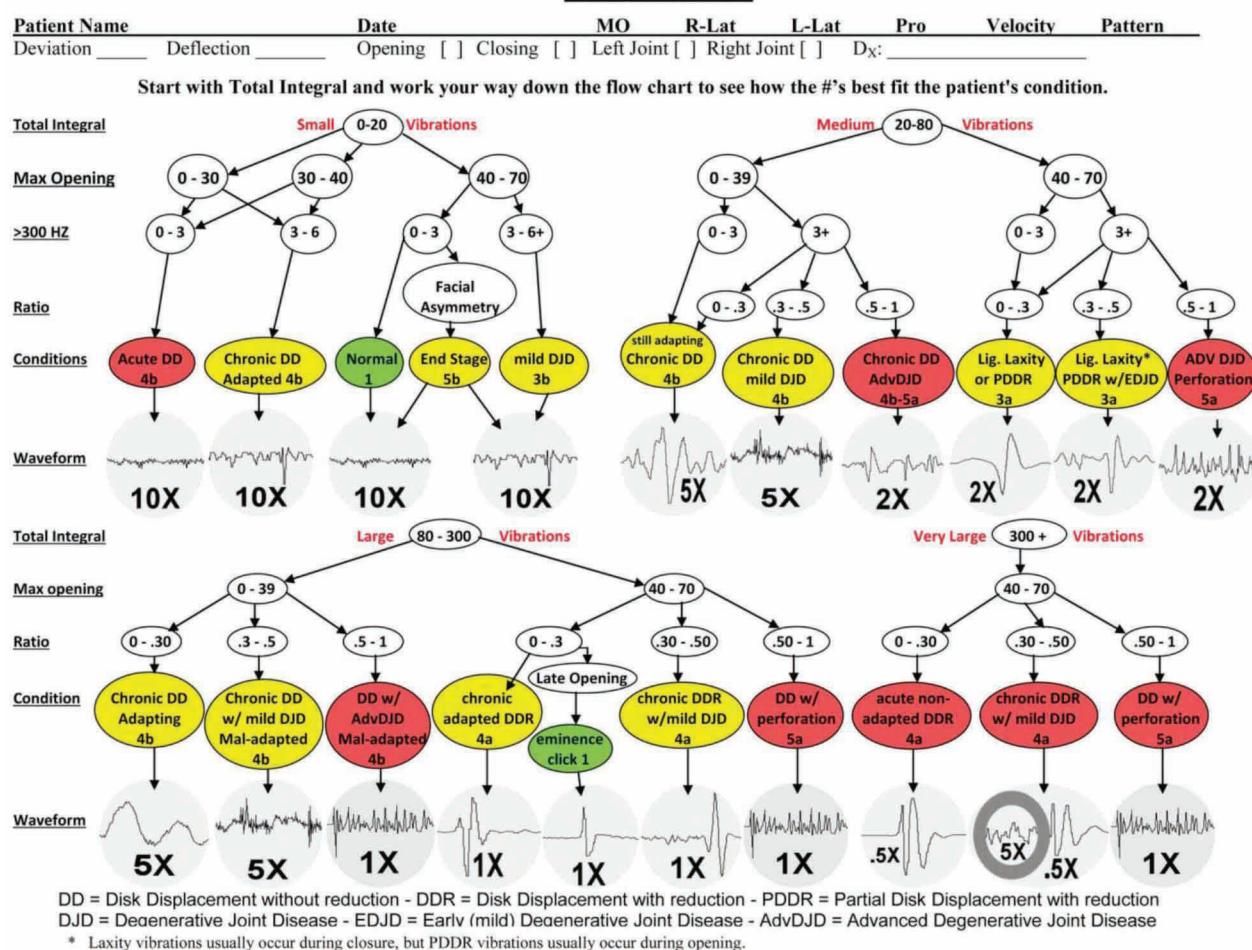 Patient Name Date MO R-Lat L-Lat Pro Velocity Pattern
Deviation _____ Deflection ________ Opening [ ] Closing [ ] Left Joint [ ] Right Joint [ ] DX: ____________________
Start with Total Integral and work your way down the flow chart to see how the #'s best fit the patient's condition.
Total Integral Small 0-20 Vibrations Medium 20-80 Vibrations
Max Opening 0 - 30 30 - 40 40 - 70 0 - 39 40 - 70
>300 HZ 0 - 3 3 - 6 0 - 3 3 - 6+ 0 - 3 3+ 0 - 3 3+
Facial
Asymmetry
Ratio 0 - .3 .3 - .5 .5 - 1 0 - .3 .3 - .5 .5 - 1
still adapting
Conditions Acute DD Chronic DD Normal End Stage mild DJD Chronic DD Chronic DD Chronic DD Lig. Laxity Lig. Laxity* ADV DJD
4b Adapted 4b 1 5b 3b 4b mild DJD AdvDJD or PDDR PDDR w/EDJD Perforation
4b 4b-5a 3a 3a 5a
Waveform
10X 10X 10X 10X 5X 5X 2X 2X 2X 2X
Total Integral Large 80 - 300 Vibrations Very Large 300 + Vibrations
Max opening 0 - 39 40 - 70 40 - 70
Ratio 0 - .30 .3 - .5 .5 - 1 0 - .3 .30 - .50 .50 - 1 0 - .30 .30 - .50 .50 - 1
Late Opening
Condition Chronic DD Chronic DD DD w/ chronic chronic DDR DD w/ acute non- chronic DDR DD w/
Adapting w/ mild DJD AdvDJD adapted DDR w/mild DJD perforation adapted DDR w/ mild DJD perforation
4b Mal-adapted Mal-adapted 4a 4a 5a 4a 4a 5a
4b 4b eminence
click 1
Waveform
5X 5X 1X 1X 1X 1X 1X .5X 5X .5X 1X
DD = Disk Displacement without reduction - DDR = Disk Displacement with reduction - PDDR = Partial Disk Displacement with reduction
DJD = Degenerative Joint Disease - EDJD = Early (mild) Degenerative Joint Disease - AdvDJD = Advanced Degenerative Joint Disease
* Laxity vibrations usually occur during closure, but PDDR vibrations usually occur during opening.